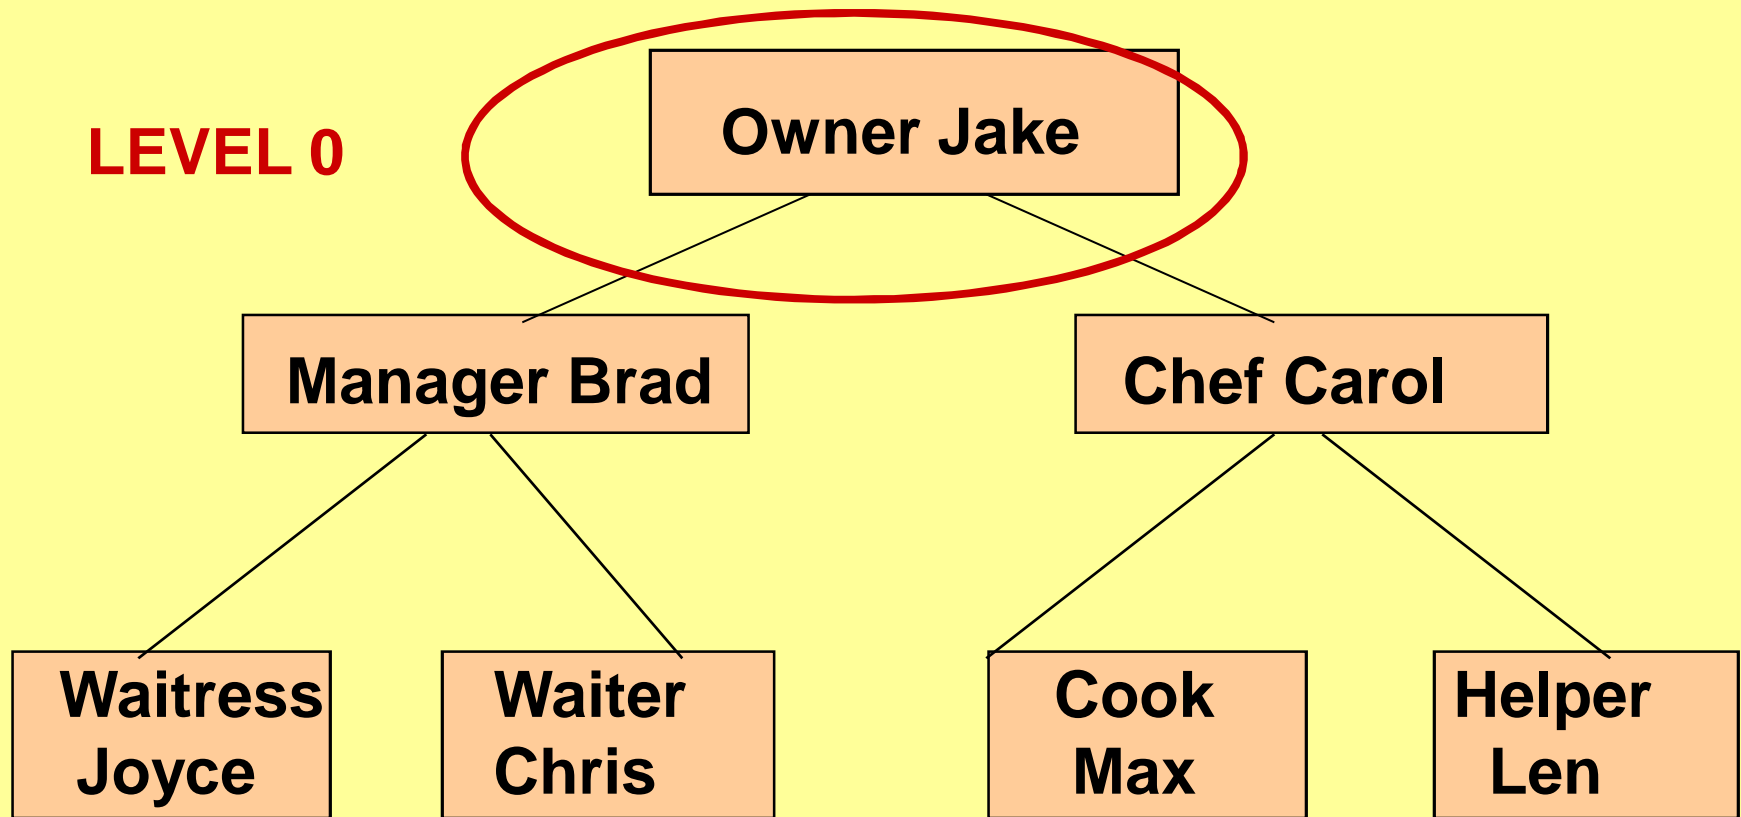 LEVEL 0
Owner Jake
Manager Brad
Chef Carol
Waitress
Joyce
Waiter
Chris
Cook
Max
Helper
Len